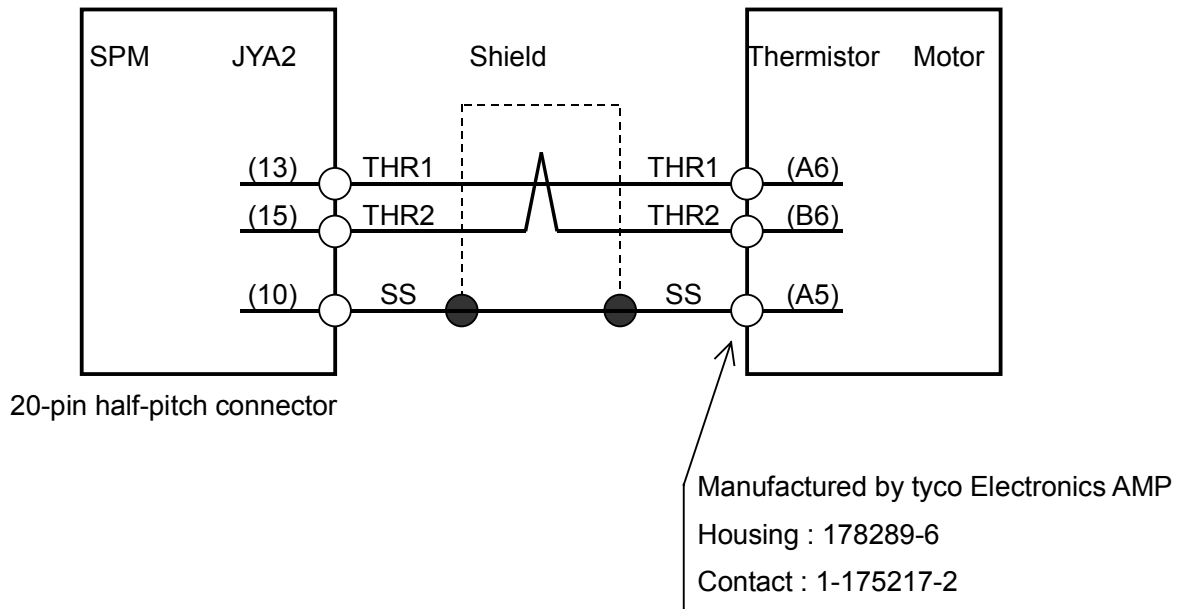 SPM JYA2 Shield Thermistor Motor
(13) THR1 THR1 (A6)
(15) THR2 THR2 (B6)
(10) SS SS (A5)
20-pin half-pitch connector
Manufactured by tyco Electronics AMP
Housing : 178289-6
Contact : 1-175217-2